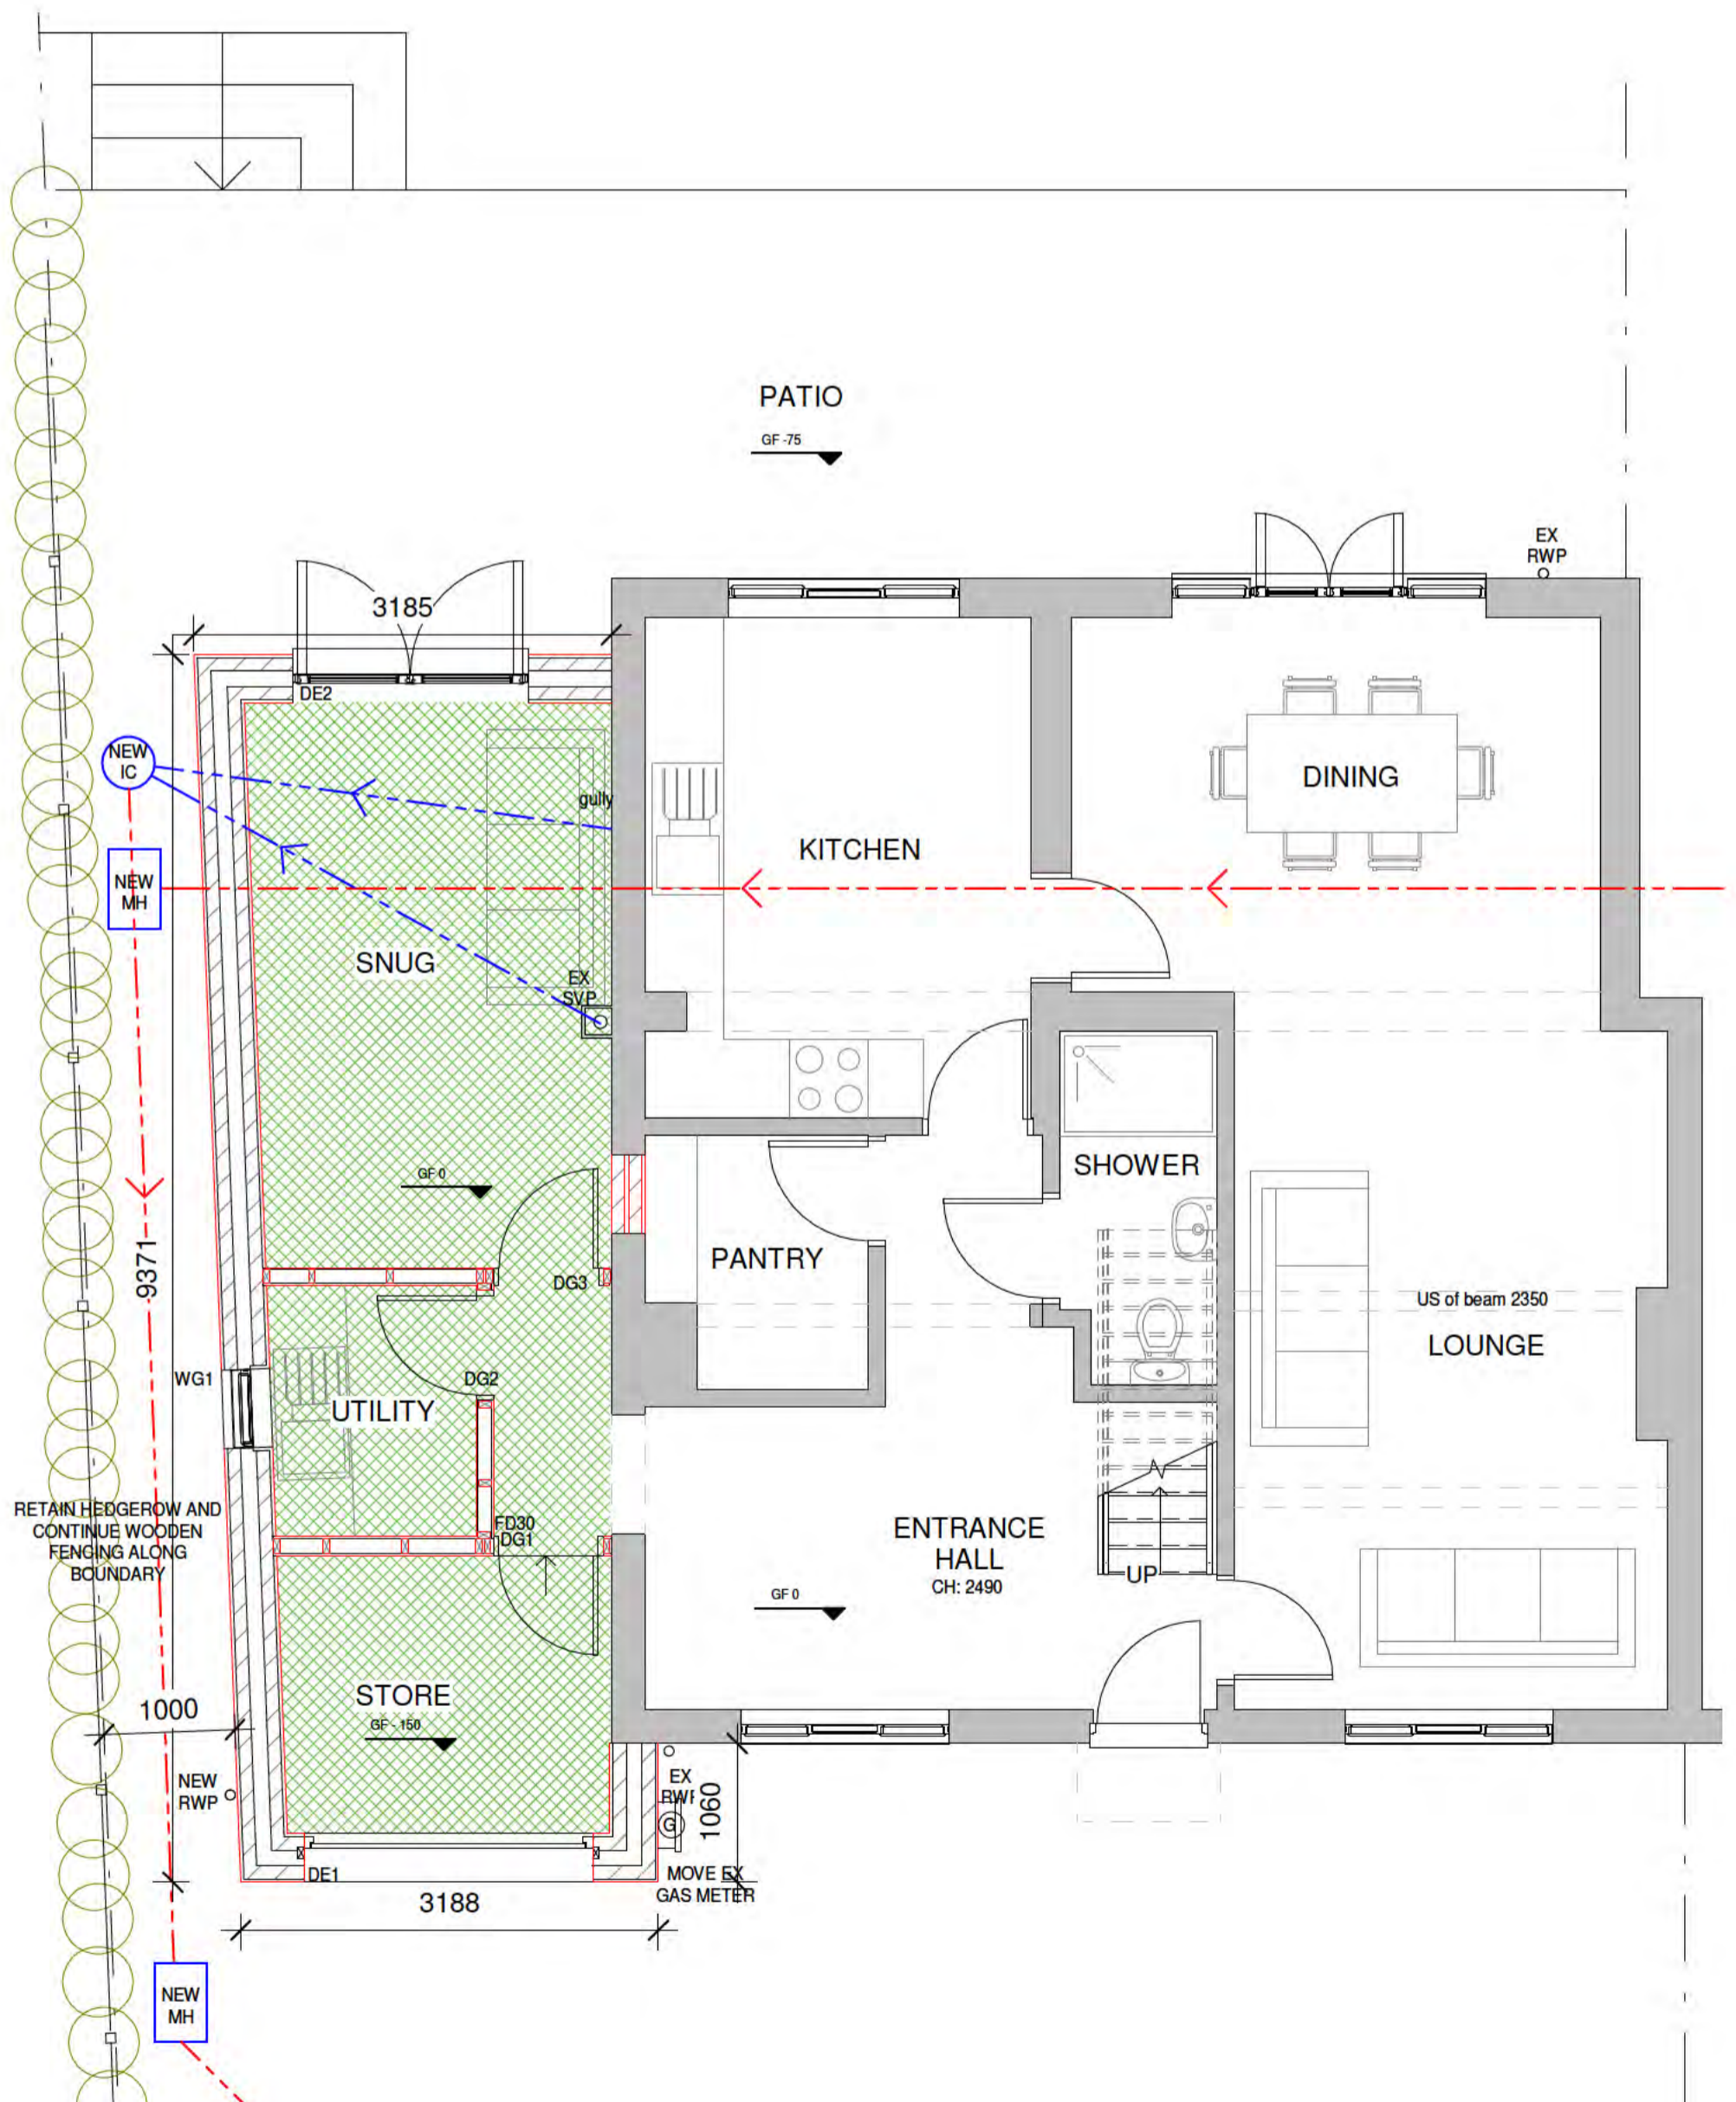 PATIO
GF -75
EX
RWP
3185
DE2
NEW
IC
gully
DINING
KITCHEN
NEW
MH
SNUG
EX
SVP
GF 0
SHOWER
PANTRY
DG3
9371
US of beam 2350
LOUNGE
WG1
DG2
UTILITY
RETAIN HEDGEROW AND
CONTINUE WOODEN
FENCING ALONG
BOUNDARY
FD30
DG1
ENTRANCE
HALL
CH: 2490
UP
GF 0
STORE
GF - 150
1000
NEW
RWP
EX
RWP
G
1060
DE1
MOVE EX
GAS METER
3188
NEW
MH